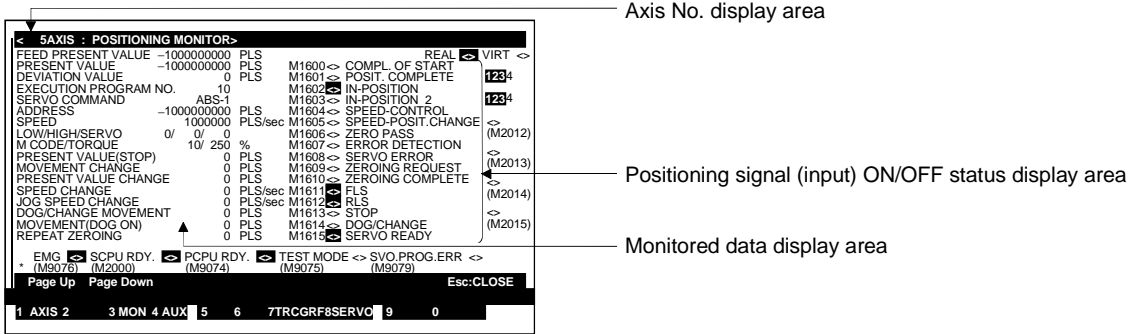 Axis No. display area
<    5AXIS  :  POSITIONING MONITOR>
FEED PRESENT VALUE  –1000000000  PLS  REAL <> VIRT <>
PRESENT VALUE  –1000000000  PLS  M1600<> COMPL. OF START
DEVIATION VALUE  0  PLS  M1601<> POSIT. COMPLETE  1234
EXECUTION PROGRAM NO.  10  M1602<> IN-POSITION
SERVO COMMAND  ABS-1  M1603<> IN-POSITION 2  1234
ADDRESS  –1000000000  PLS  M1604<> SPEED-CONTROL
SPEED  1000000  PLS/sec  M1605<> SPEED-POSIT.CHANGE  <>
LOW/HIGH/SERVO  0/  0/  0  M1606<> ZERO PASS  (M2012)
M CODE/TORQUE  10/ 250  %  M1607<> ERROR DETECTION  <>
PRESENT VALUE(STOP)  0  PLS  M1608<> SERVO ERROR  (M2013)
MOVEMENT CHANGE  0  PLS  M1609<> ZEROING REQUEST
PRESENT VALUE CHANGE  0  PLS  M1610<> ZEROING COMPLETE  <>
SPEED CHANGE  0  PLS/sec  M1611<> FLS  (M2014)
JOG SPEED CHANGE  0  PLS/sec  M1612<> RLS
DOG/CHANGE MOVEMENT  0  PLS  M1613<> STOP  <>
MOVEMENT(DOG ON)  0  PLS  M1614<> DOG/CHANGE  (M2015)
REPEAT ZEROING  0  PLS  M1615<> SERVO READY
Positioning signal (input) ON/OFF status display area
Monitored data display area
EMG <> SCPU RDY. <> PCPU RDY. <> TEST MODE <> SVO.PROG.ERR <>
* (M9076)  (M2000)  (M9074)  (M9075)  (M9079)
Page Up  Page Down  Esc:CLOSE
1 AXIS 2  3 MON 4 AUX  5  6  7TRCGRF8SERVO  9  0